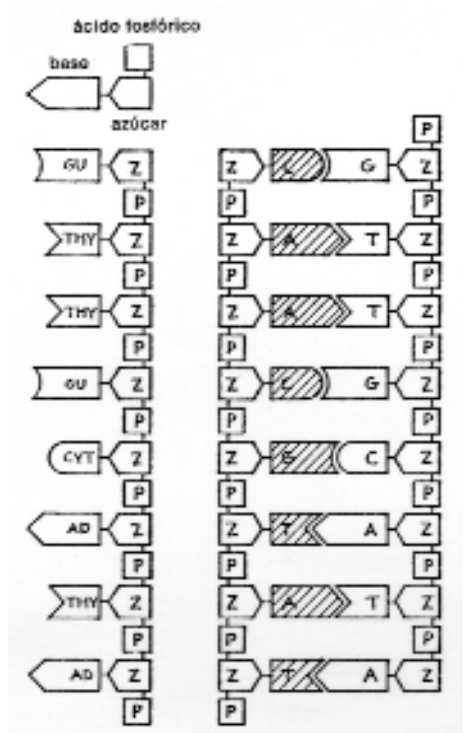 ácido fosfórico
base
azúcar
P
GU Z Z C G Z
P P P
THY Z Z A T Z
P P P
THY Z Z A T Z
P P P
GU Z Z C G Z
P P P
CYT Z Z G C Z
P P P
AD Z Z T A Z
P P P
THY Z Z A T Z
P P P
AD Z Z T A Z
P P